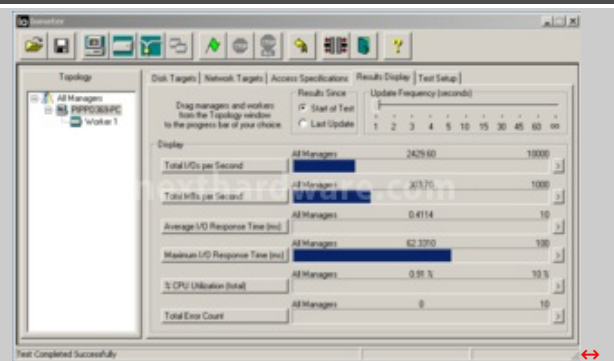 Iometer
Topology
All Managers
PIPPO369-PC
Worker 1
Disk Targets Network Targets Access Specifications Results Display Test Setup
Drag managers and workers
from the Topology window
to the progress bar of your choice.
Results Since
Start of Test
Last Update
Update Frequency (seconds)
1 2 3 4 5 10 15 30 45 60 oo
Display
All Managers 2429.60 10000
Total I/Os per Second
All Managers 303.70 1000
Total MBs per Second
All Managers 0.4114 10
Average I/O Response Time (ms)
All Managers 62.3310 100
Maximum I/O Response Time (ms)
All Managers 0.91 % 10 %
% CPU Utilization (total)
All Managers 0 10
Total Error Count
Test Completed Successfully
nexthardware.com